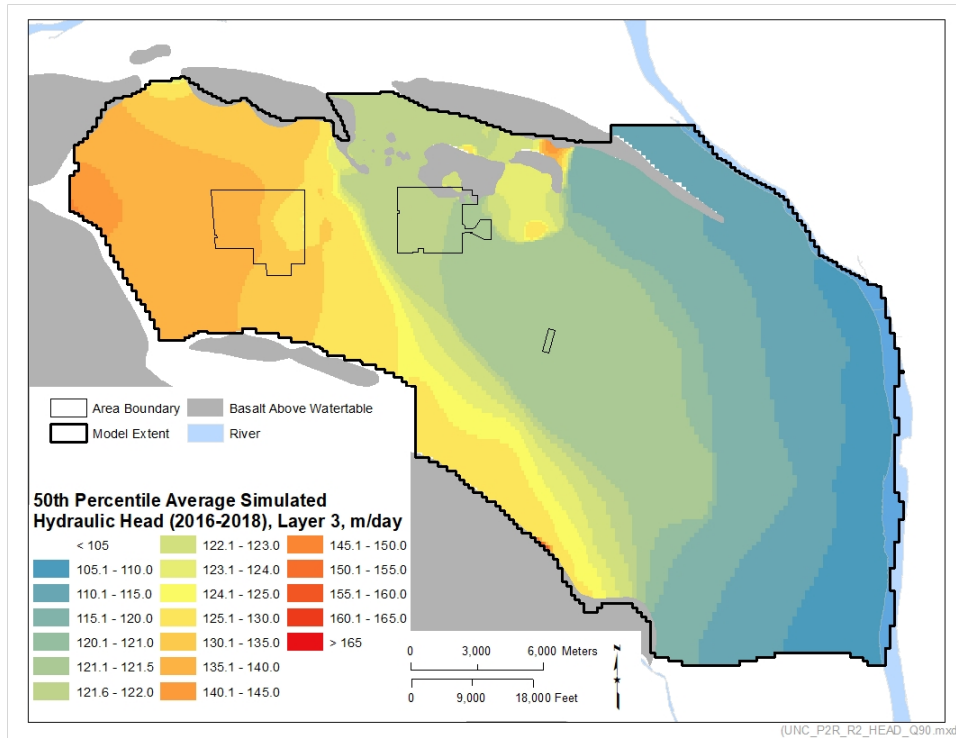 Area Boundary
Basalt Above Watertable
Model Extent
River
50th Percentile Average Simulated
Hydraulic Head (2016-2018), Layer 3, m/day
< 105
105.1 - 110.0
110.1 - 115.0
115.1 - 120.0
120.1 - 121.0
121.1 - 121.5
121.6 - 122.0
122.1 - 123.0
123.1 - 124.0
124.1 - 125.0
125.1 - 130.0
130.1 - 135.0
135.1 - 140.0
140.1 - 145.0
145.1 - 150.0
150.1 - 155.0
155.1 - 160.0
160.1 - 165.0
> 165
0 3,000 6,000 Meters
0 9,000 18,000 Feet
N
(UNC_P2R_R2_HEAD_Q90.mxd